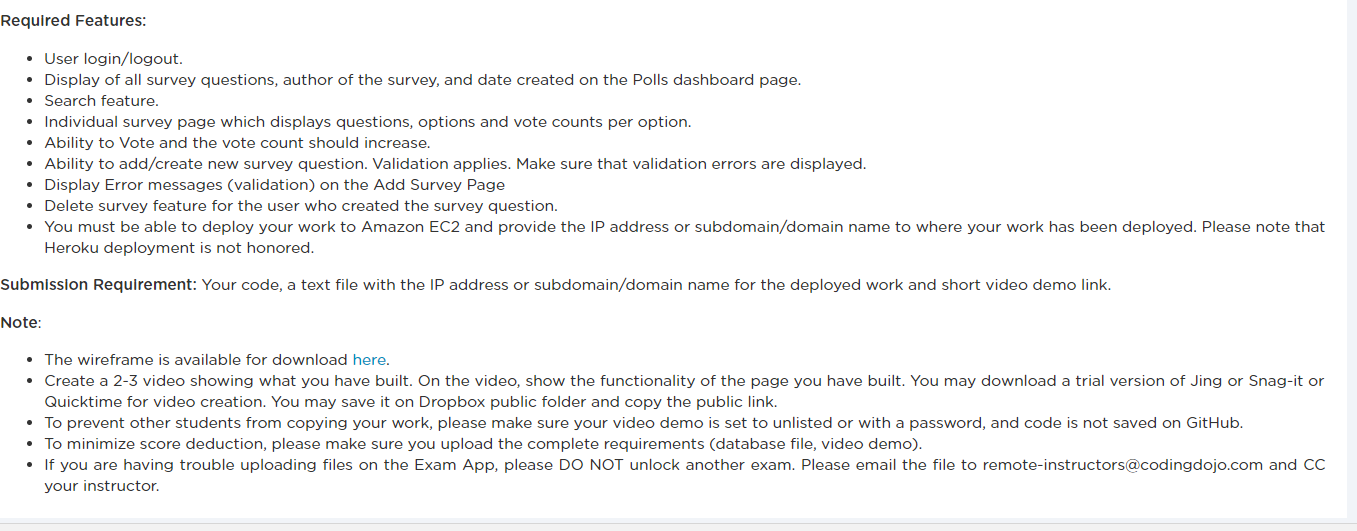 Required Features:
• User login/logout.
• Display of all survey questions, author of the survey, and date created on the Polls dashboard page.
• Search feature.
• Individual survey page which displays questions, options and vote counts per option.
• Ability to Vote and the vote count should increase.
• Ability to add/create new survey question. Validation applies. Make sure that validation errors are displayed.
• Display Error messages (validation) on the Add Survey Page
• Delete survey feature for the user who created the survey question.
• You must be able to deploy your work to Amazon EC2 and provide the IP address or subdomain/domain name to where your work has been deployed. Please note that
Heroku deployment is not honored.
Submission Requirement: Your code, a text file with the IP address or subdomain/domain name for the deployed work and short video demo link.
Note:
• The wireframe is available for download here.
• Create a 2-3 video showing what you have built. On the video, show the functionality of the page you have built. You may download a trial version of Jing or Snag-it or
Quicktime for video creation. You may save it on Dropbox public folder and copy the public link.
• To prevent other students from copying your work, please make sure your video demo is set to unlisted or with a password, and code is not saved on GitHub.
• To minimize score deduction, please make sure you upload the complete requirements (database file, video demo).
• If you are having trouble uploading files on the Exam App, please DO NOT unlock another exam. Please email the file to remote-instructors@codingdojo.com and CC
your instructor.